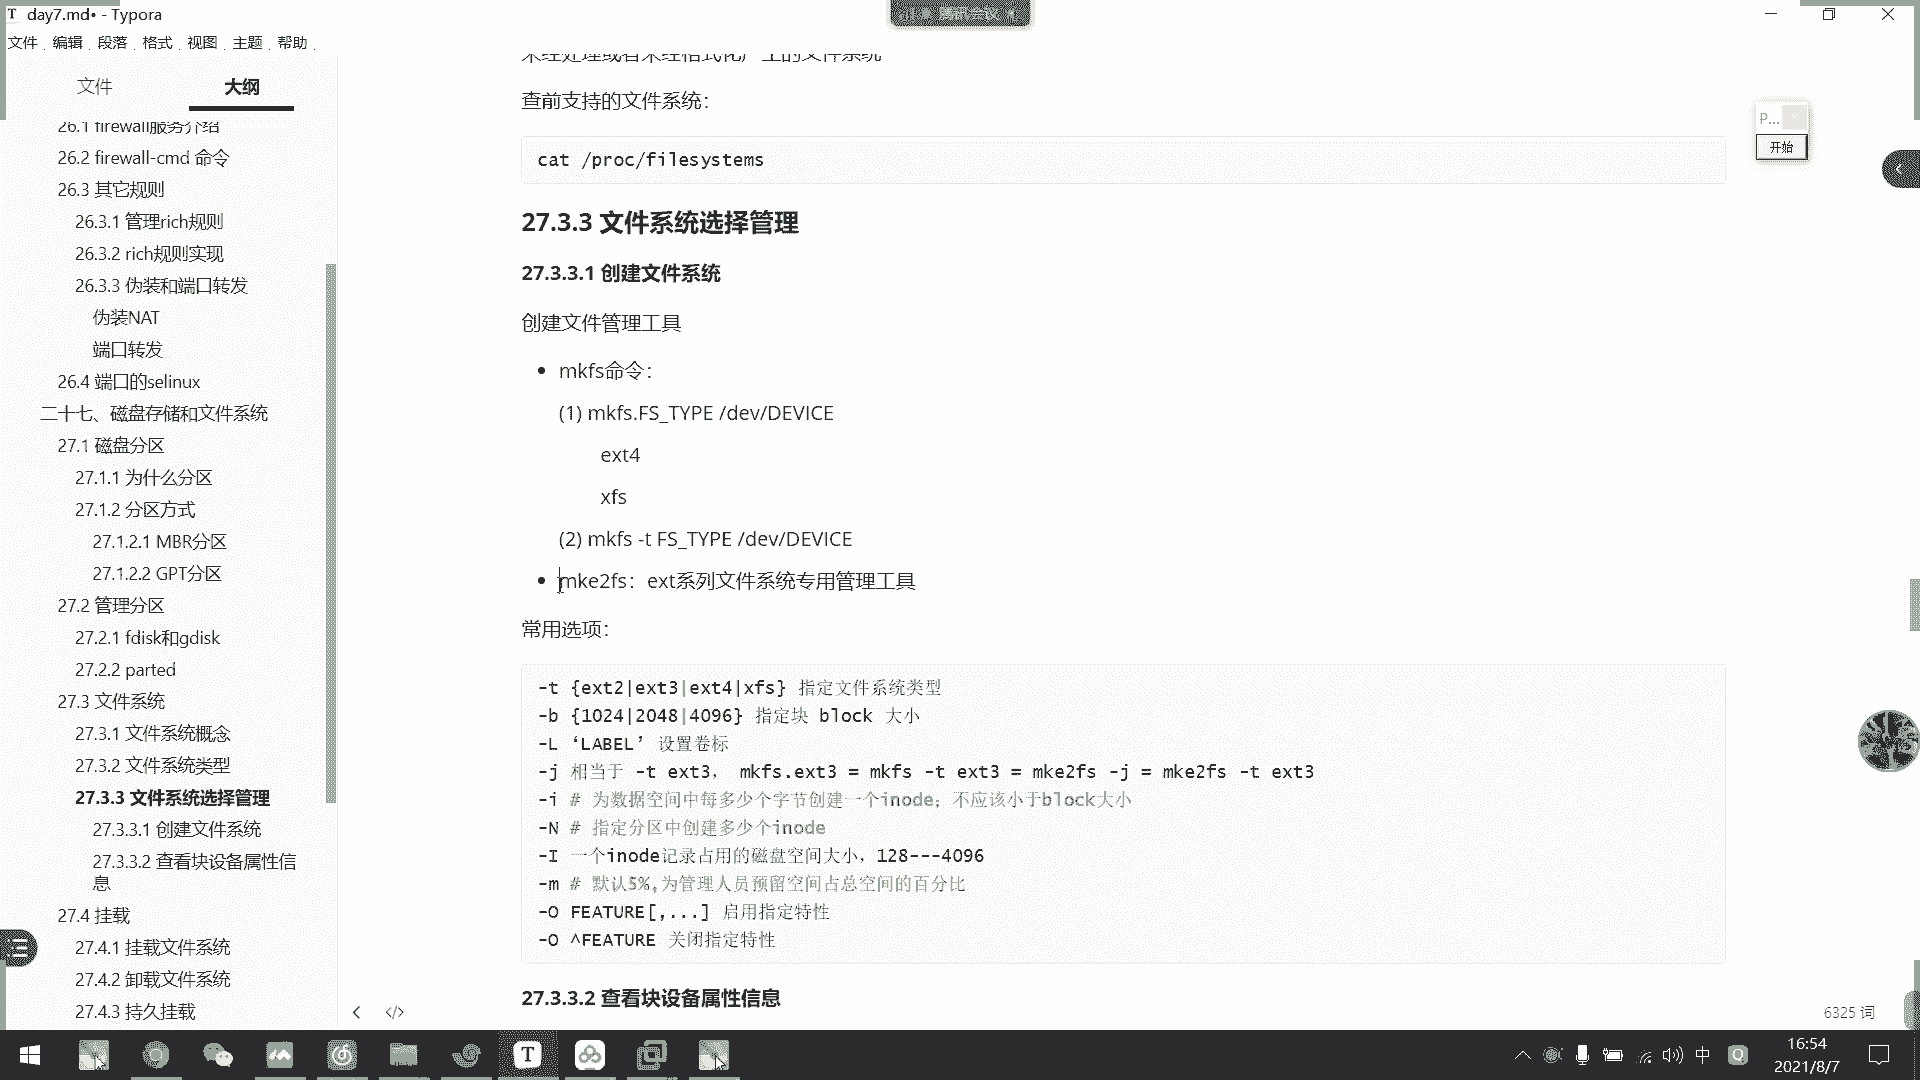 day7.md• - Typora
腾讯会议
文件 编辑 段落 格式 视图 主题 帮助
文件 大纲
26.1 firewall服务介绍
26.2 firewall-cmd 命令
26.3 其它规则
26.3.1 管理rich规则
26.3.2 rich规则实现
26.3.3 伪装和端口转发
伪装NAT
端口转发
26.4 端口的selinux
二十七、磁盘存储和文件系统
27.1 磁盘分区
27.1.1 为什么分区
27.1.2 分区方式
27.1.2.1 MBR分区
27.1.2.2 GPT分区
27.2 管理分区
27.2.1 fdisk和gdisk
27.2.2 parted
27.3 文件系统
27.3.1 文件系统概念
27.3.2 文件系统类型
27.3.3 文件系统选择管理
27.3.3.1 创建文件系统
27.3.3.2 查看块设备属性信
息
27.4 挂载
27.4.1 挂载文件系统
27.4.2 卸载文件系统
27.4.3 持久挂载
未经处理或者未经格式化产生的文件系统
查前支持的文件系统：
cat /proc/filesystems
27.3.3 文件系统选择管理
27.3.3.1 创建文件系统
创建文件管理工具
• mkfs命令：
(1) mkfs.FS_TYPE /dev/DEVICE
ext4
xfs
(2) mkfs -t FS_TYPE /dev/DEVICE
• mke2fs：ext系列文件系统专用管理工具
常用选项：
-t {ext2|ext3|ext4|xfs} 指定文件系统类型
-b {1024|2048|4096} 指定块 block 大小
-L ‘LABEL’ 设置卷标
-j 相当于 -t ext3， mkfs.ext3 = mkfs -t ext3 = mke2fs -j = mke2fs -t ext3
-i # 为数据空间中每多少个字节创建一个inode；不应该小于block大小
-N # 指定分区中创建多少个inode
-I 一个inode记录占用的磁盘空间大小，128---4096
-m # 默认5%,为管理人员预留空间占总空间的百分比
-O FEATURE[,...] 启用指定特性
-O ^FEATURE 关闭指定特性
27.3.3.2 查看块设备属性信息
P...
开始
6325 词
中
16:54
2021/8/7